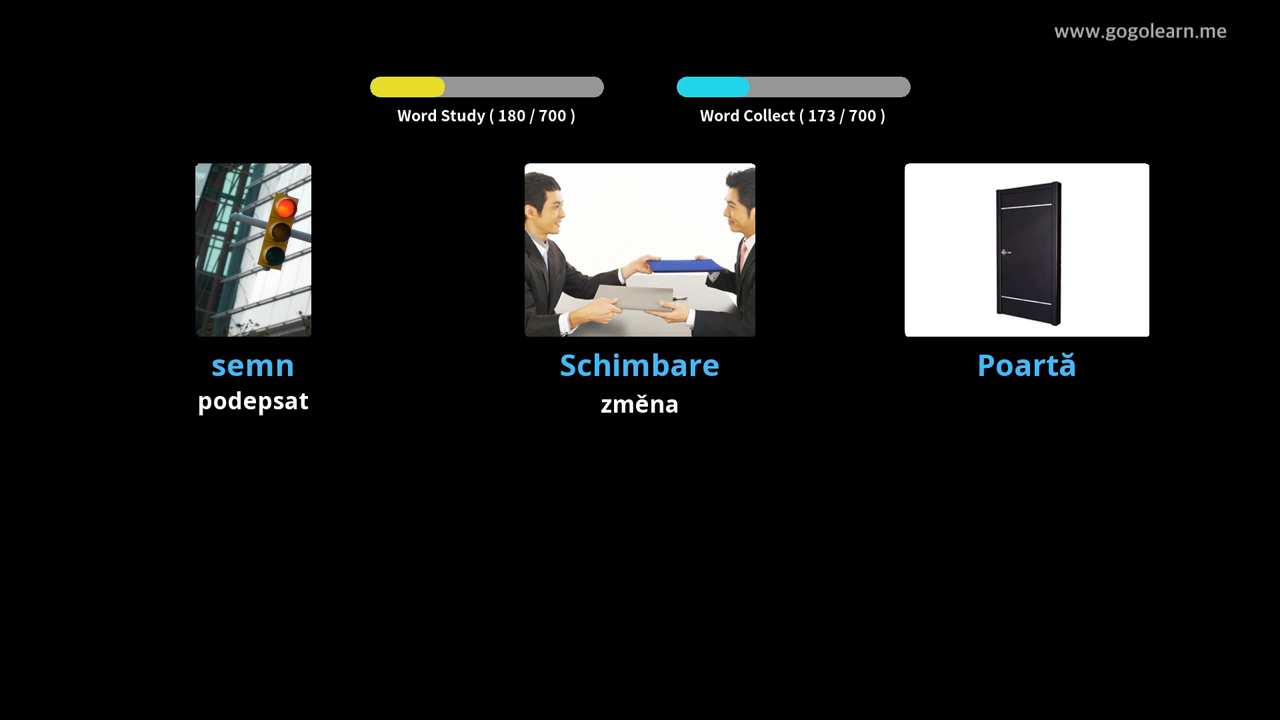 www.gogolearn.me
Word Study ( 180 / 700 )
Word Collect ( 173 / 700 )
semn
podepsat
Schimbare
změna
Poartă